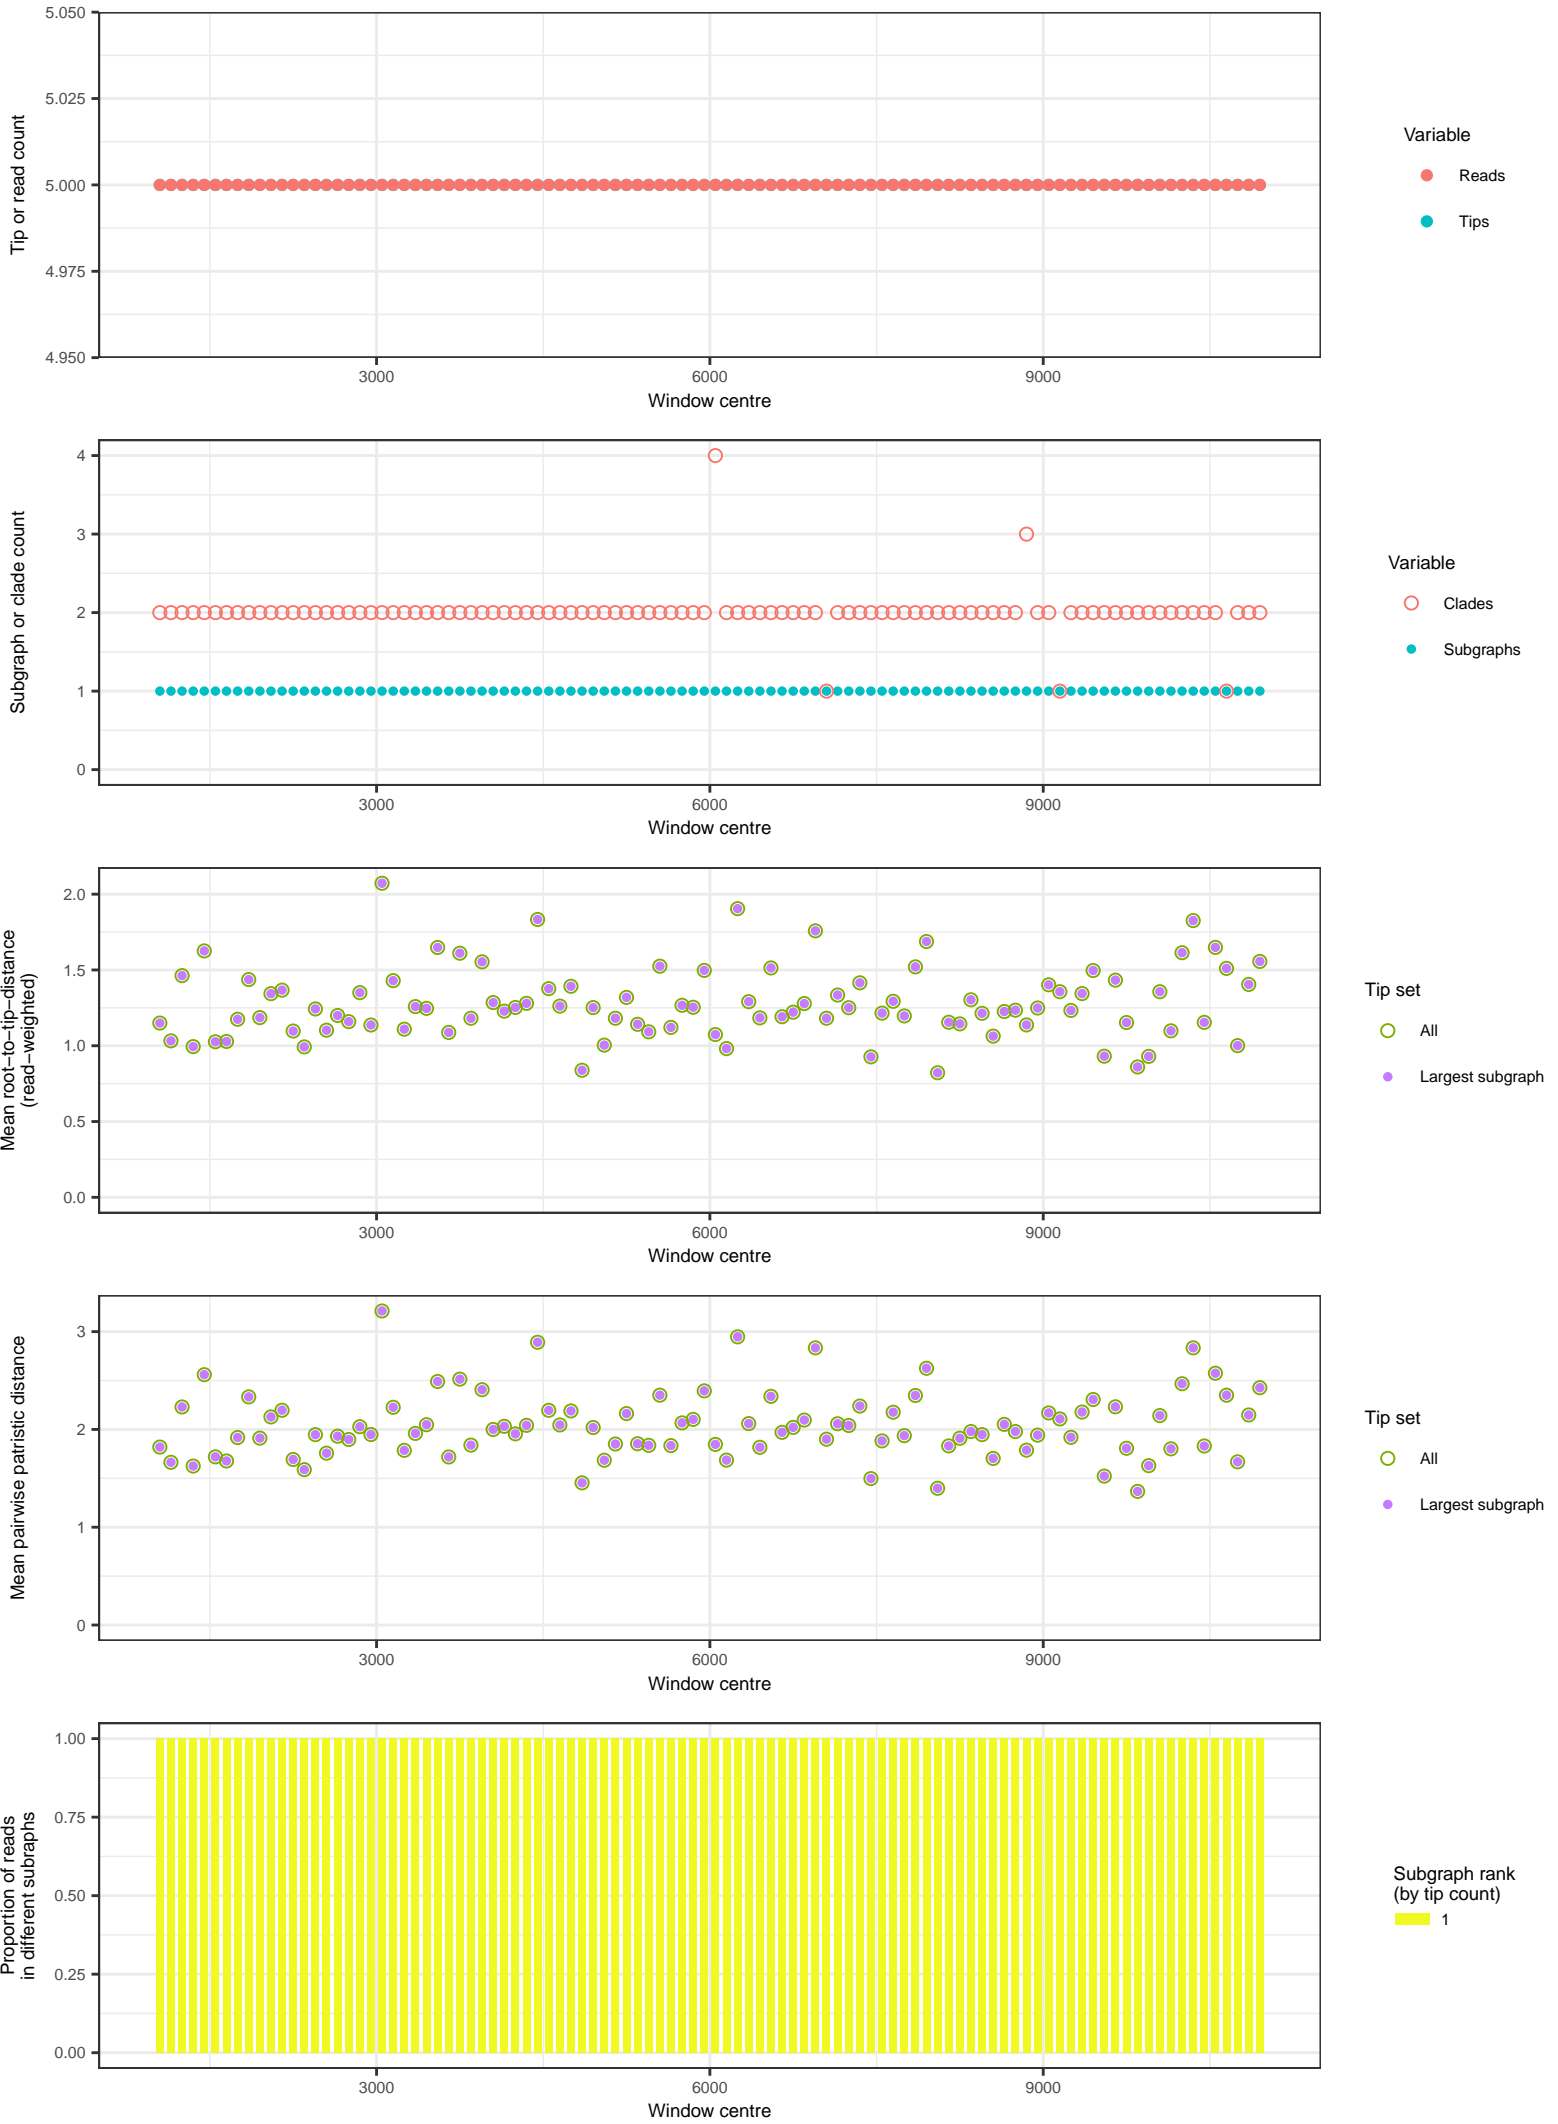 5.050
5.025
5.000
4.975
4.950
Tip or read count
3000 6000 9000
Window centre
Variable
Reads
Tips
4
3
2
1
0
Subgraph or clade count
3000 6000 9000
Window centre
Variable
Clades
Subgraphs
2.0
1.5
1.0
0.5
0.0
Mean root−to−tip−distance
(read−weighted)
3000 6000 9000
Window centre
Tip set
All
Largest subgraph
3
2
1
0
Mean pairwise patristic distance
3000 6000 9000
Window centre
Tip set
All
Largest subgraph
1.00
0.75
0.50
0.25
0.00
Proportion of reads
in different subraphs
3000 6000 9000
Window centre
Subgraph rank
(by tip count)
1